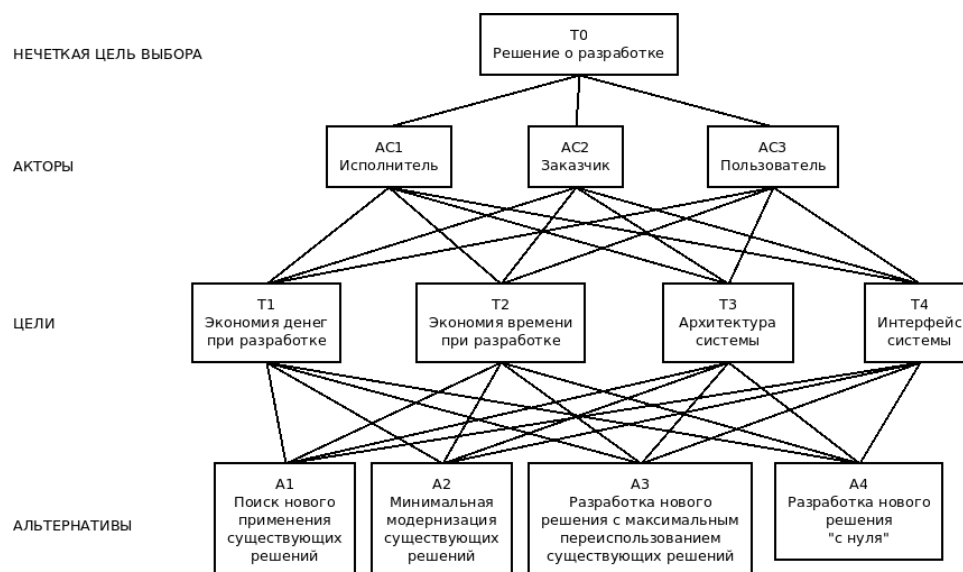 НЕЧЕТКАЯ ЦЕЛЬ ВЫБОРА
T0
Решение о разработке
АКТОРЫ
AC1
Исполнитель
AC2
Заказчик
AC3
Пользователь
ЦЕЛИ
T1
Экономия денег
при разработке
T2
Экономия времени
при разработке
T3
Архитектура
системы
T4
Интерфейс
системы
АЛЬТЕРНАТИВЫ
A1
Поиск нового
применения
существующих
решений
A2
Минимальная
модернизация
существующих
решений
A3
Разработка нового
решения с максимальным
переиспользованием
существующих решений
A4
Разработка нового
решения
"с нуля"